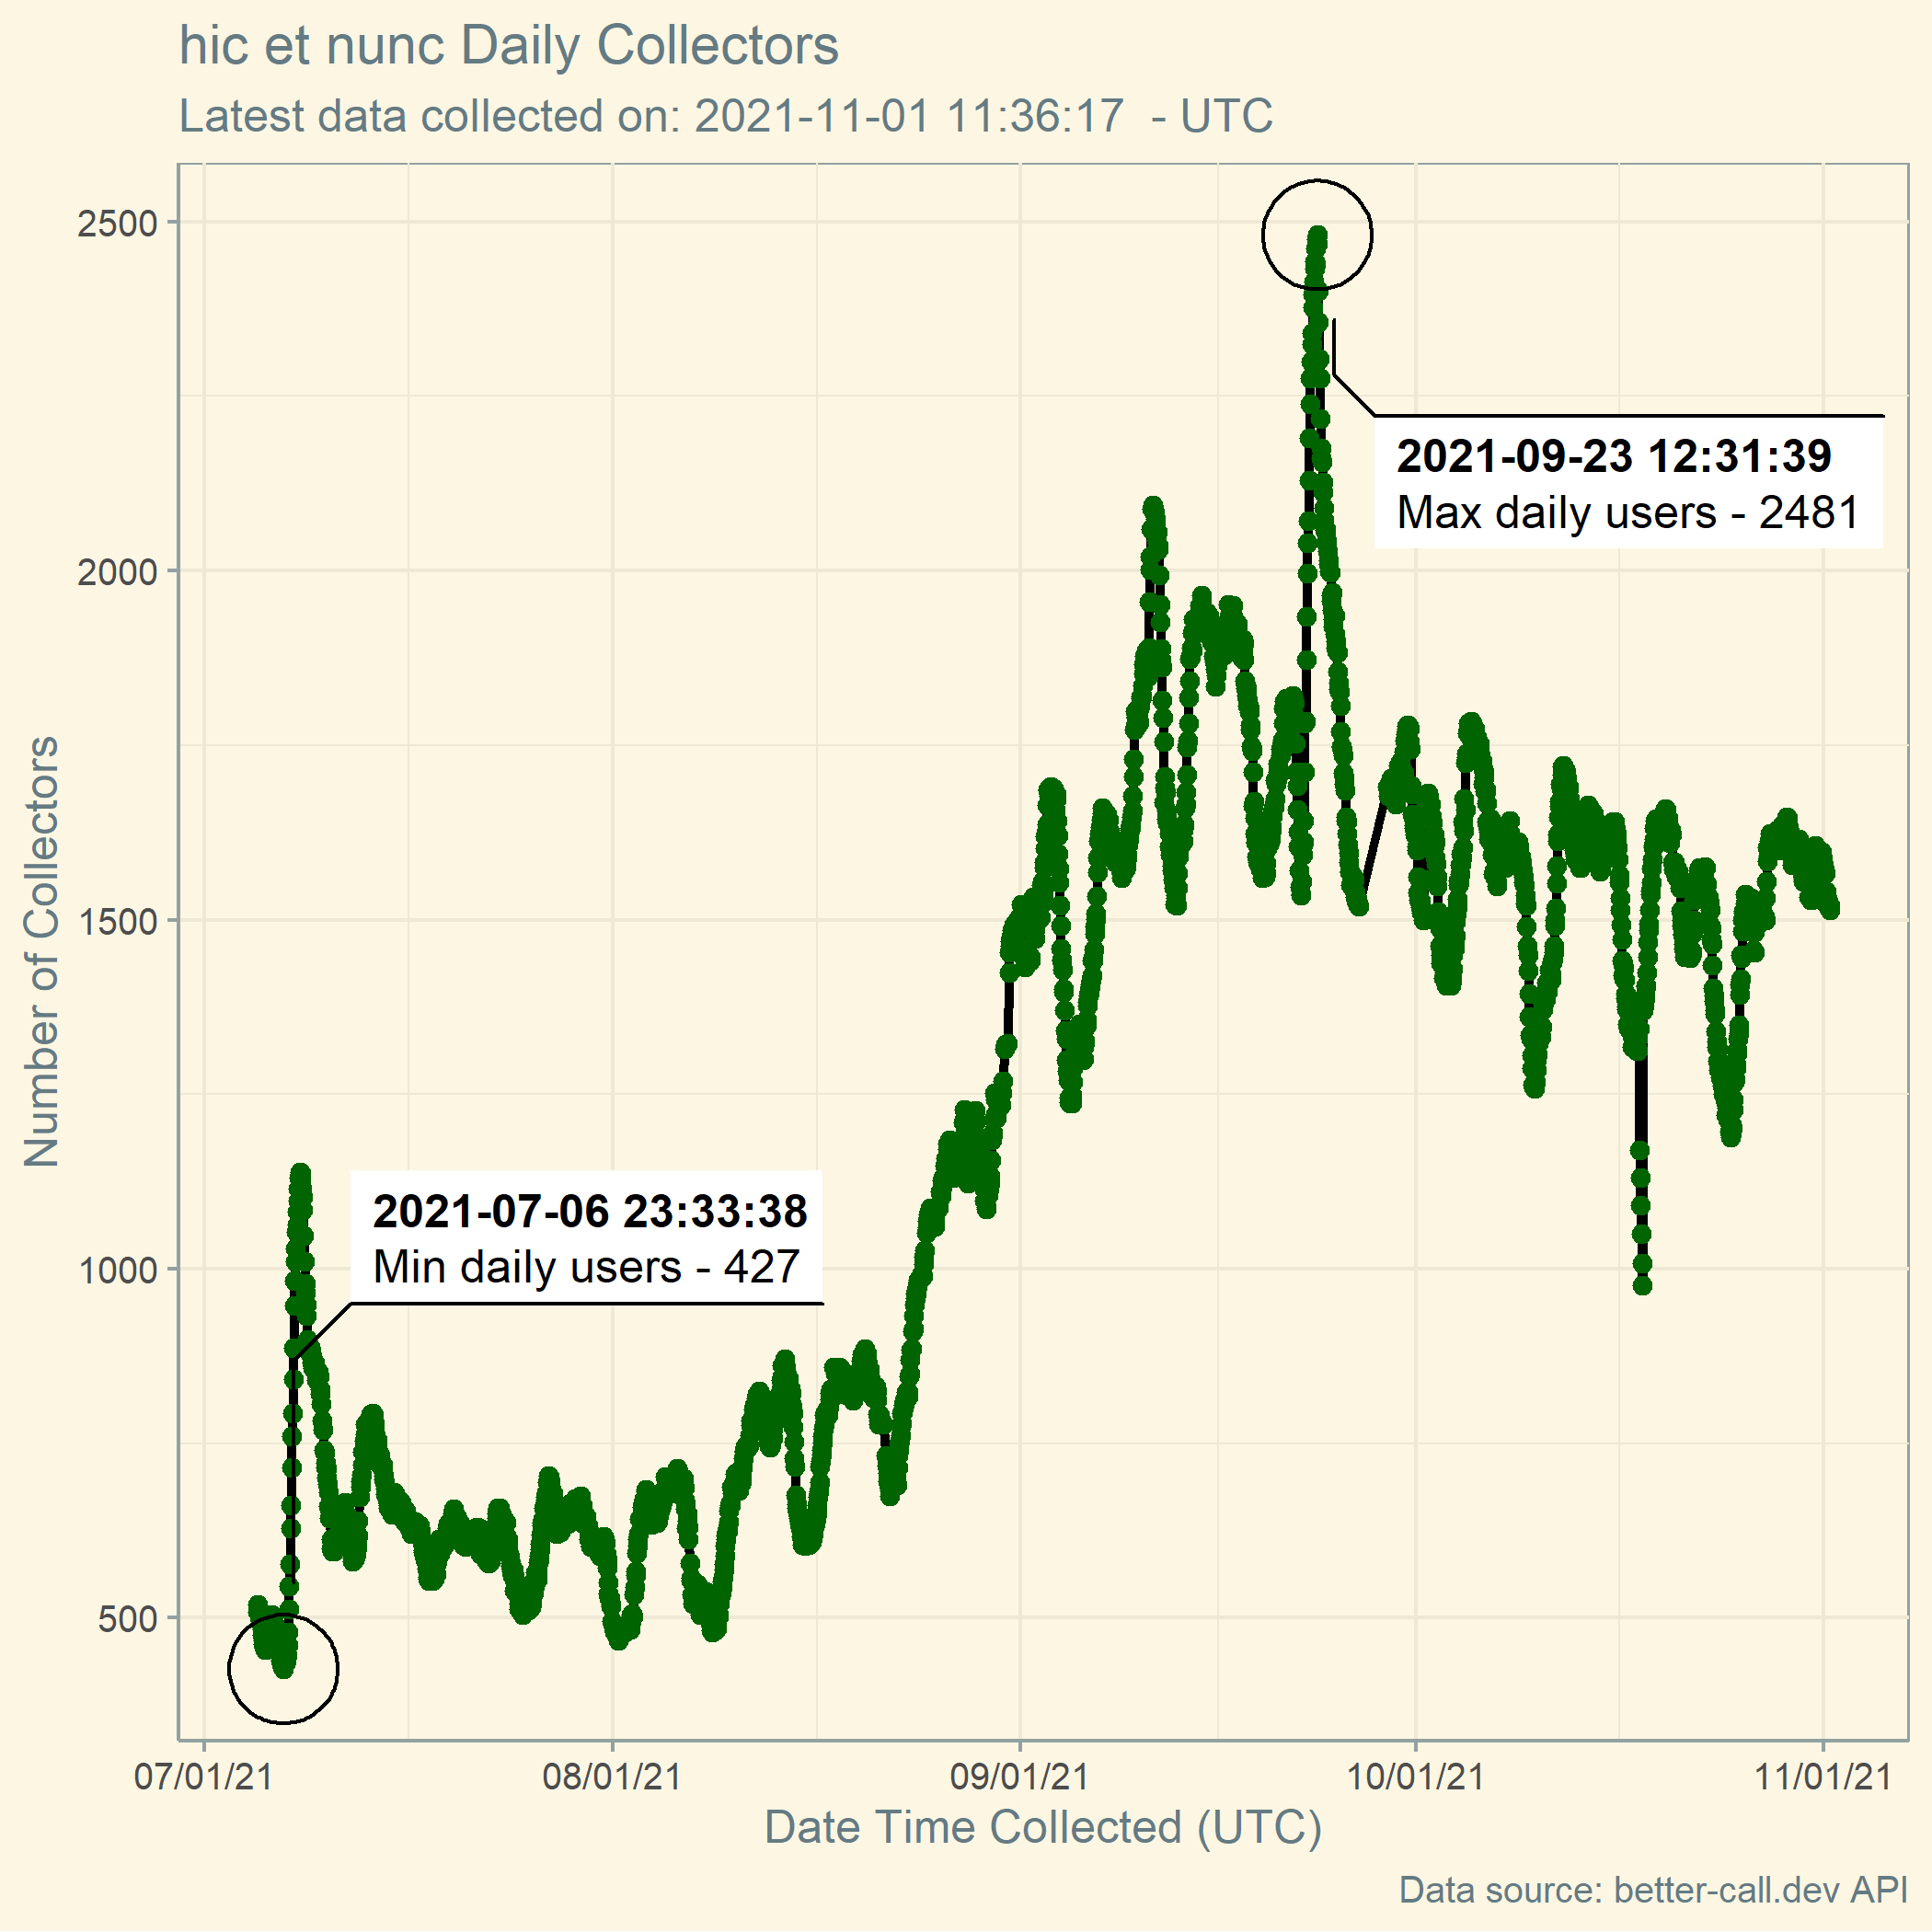 hic et nunc Daily Collectors
Latest data collected on: 2021-11-01 11:36:17 - UTC
Number of Collectors
2500
2000
1500
1000
500
2021-09-23 12:31:39
Max daily users - 2481
2021-07-06 23:33:38
Min daily users - 427
07/01/21
08/01/21
09/01/21
10/01/21
11/01/21
Date Time Collected (UTC)
Data source: better-call.dev API